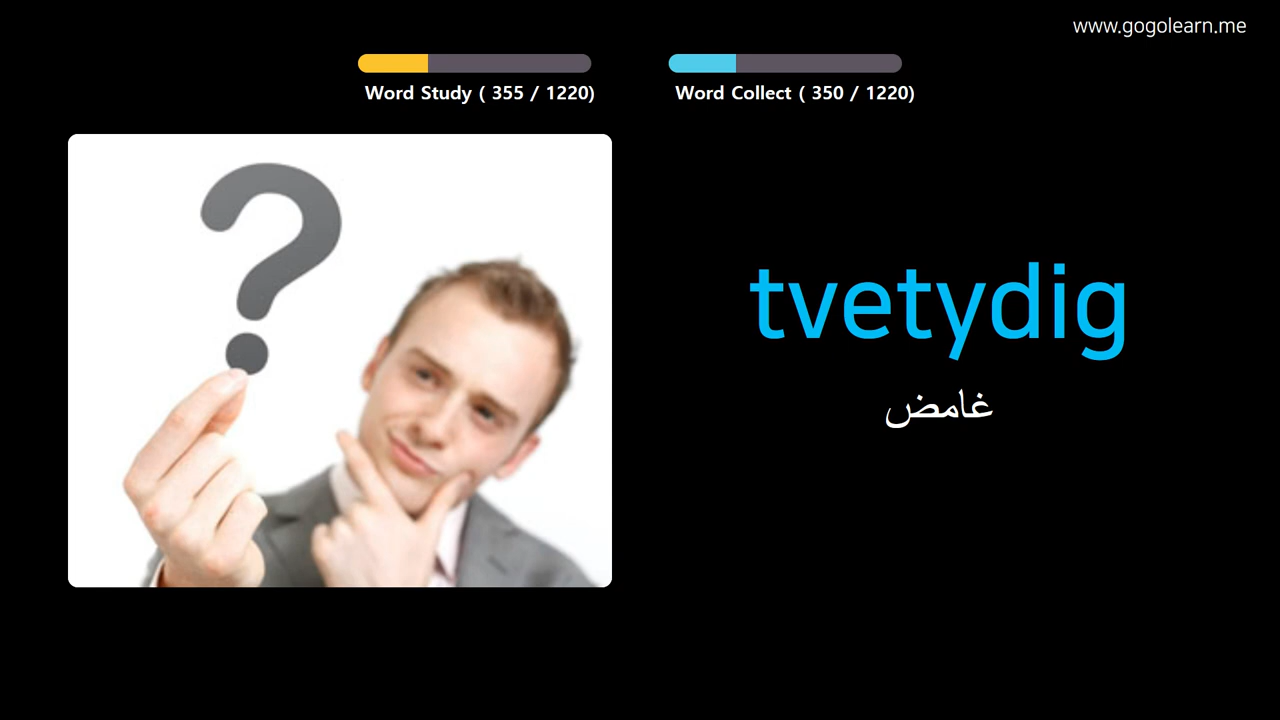 www.gogolearn.me
Word Study ( 355 / 1220)
Word Collect ( 350 / 1220)
?
tvetydig
غامض